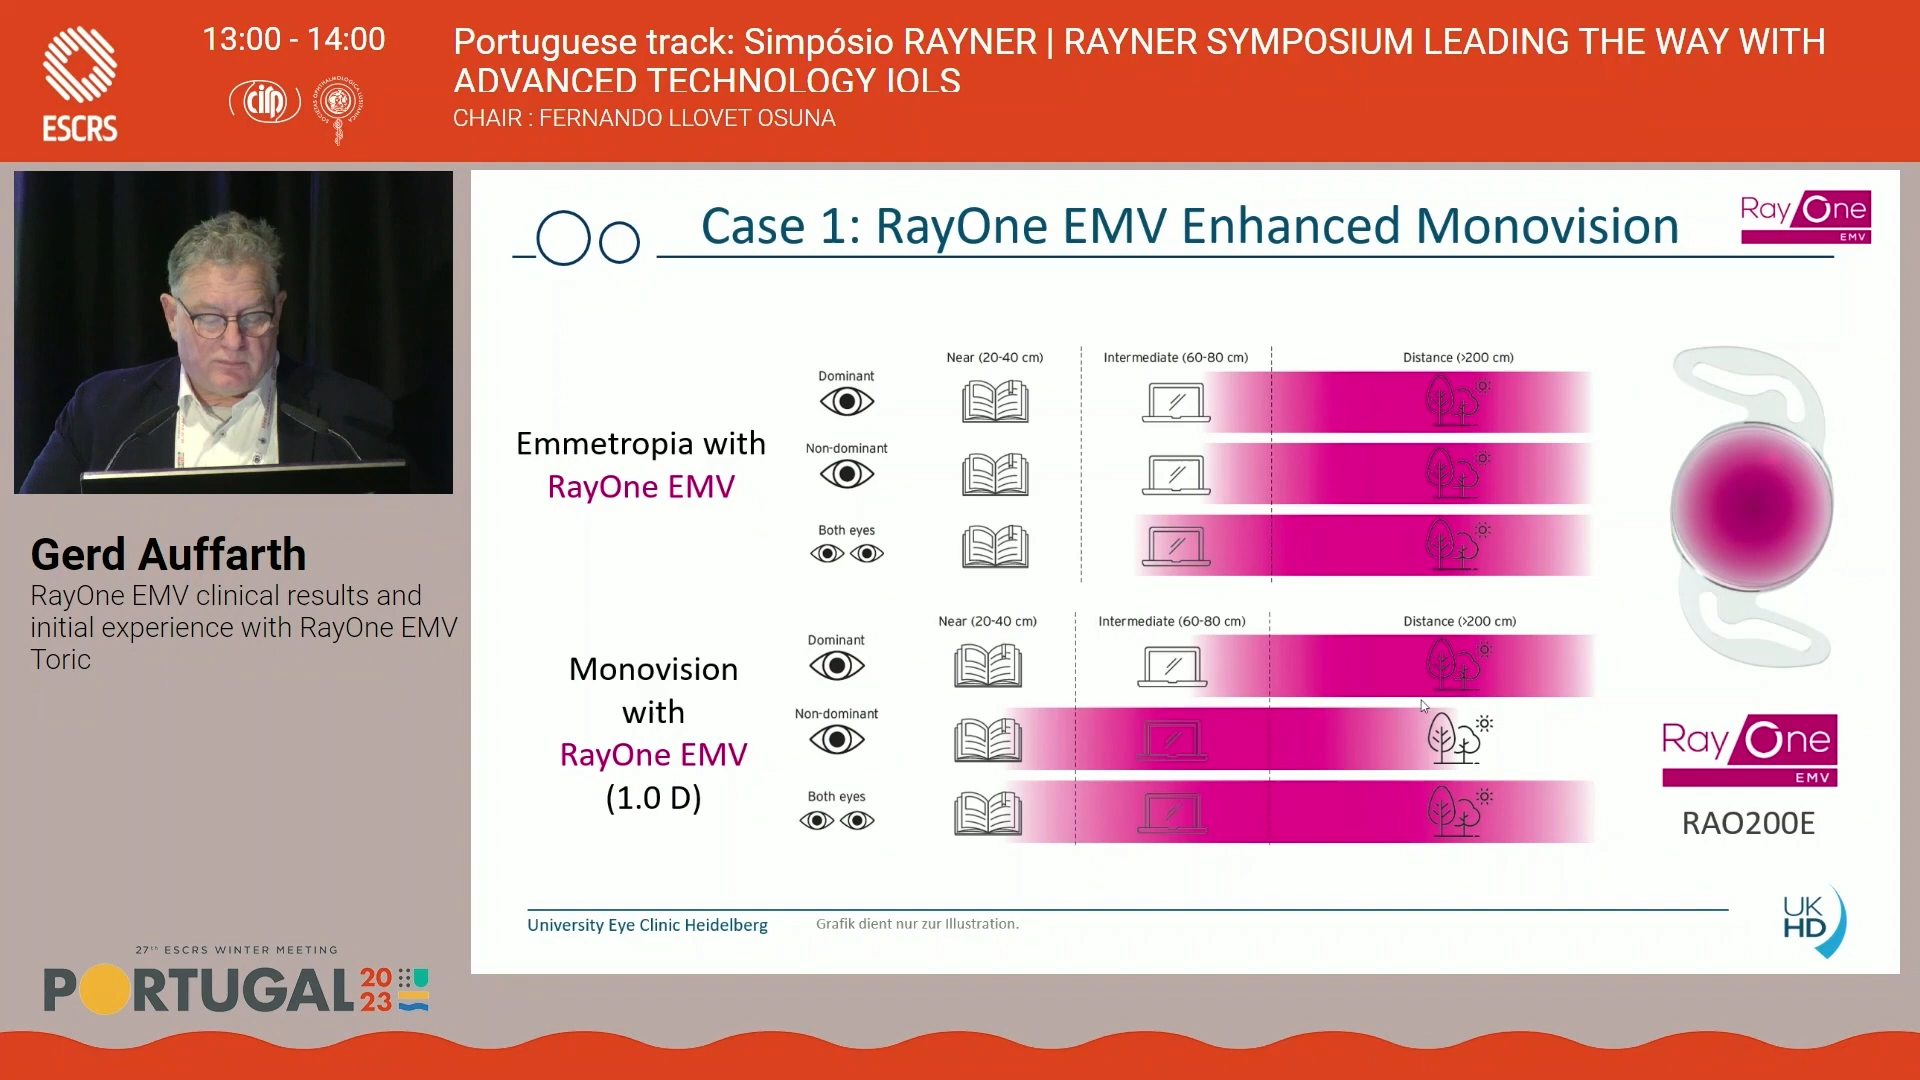 ESCRS
13:00 - 14:00
cirp
Portuguese track: Simpósio RAYNER | RAYNER SYMPOSIUM LEADING THE WAY WITH
ADVANCED TECHNOLOGY IOLS
CHAIR : FERNANDO LLOVET OSUNA
Gerd Auffarth
RayOne EMV clinical results and
initial experience with RayOne EMV
Toric
27th ESCRS WINTER MEETING
PORTUGAL 2023
Case 1: RayOne EMV Enhanced Monovision
RayOne
EMV
Near (20-40 cm) Intermediate (60-80 cm) Distance (>200 cm)
Dominant
Non-dominant
Both eyes
Emmetropia with
RayOne EMV
Near (20-40 cm) Intermediate (60-80 cm) Distance (>200 cm)
Dominant
Non-dominant
Both eyes
Monovision
with
RayOne EMV
(1.0 D)
RayOne
EMV
RAO200E
University Eye Clinic Heidelberg
Grafik dient nur zur Illustration.
UK
HD